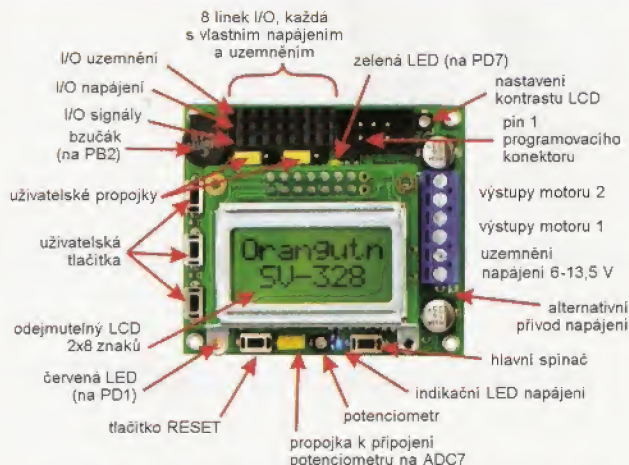 8 linek I/O, každá
s vlastním napájením
a uzemněním
I/O uzemnění
I/O napájení
I/O signály
bzučák
(na PB2)
uživatelské propojky
uživatelská
tlačítka
odejmutelný LCD
2x8 znaků
červená LED
(na PD1)
tlačítko RESET
propojka k připojení
potenciometru na ADC7
potenciometr
indikační LED napájení
hlavní spínač
alternativní
přívod napájení
napájení 6-13,5 V
uzemnění
výstupy motoru 1
výstupy motoru 2
pin 1
programovacího
konektoru
nastavení
kontrastu LCD
zelená LED (na PD7)
Orangutn
SV-328